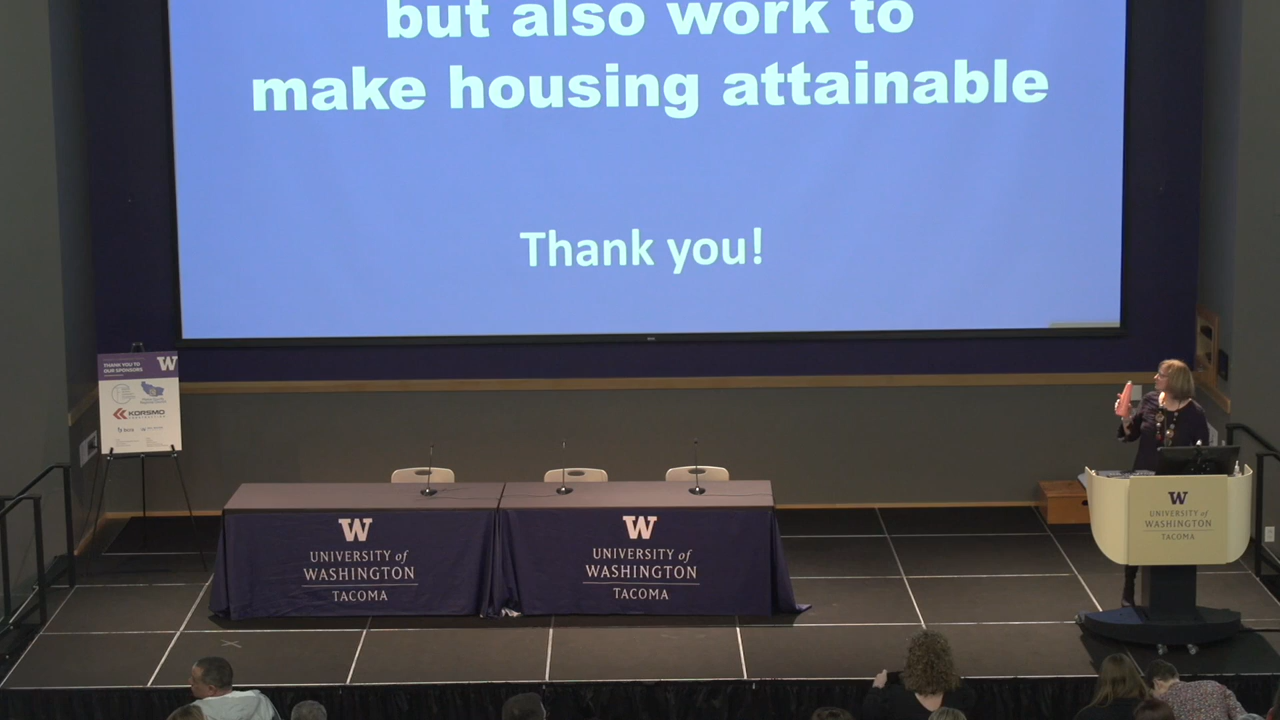 but also work to
make housing attainable
Thank you!
THANK YOU TO
OUR SPONSORS
W
KORSMO
W
UNIVERSITY of
WASHINGTON
TACOMA
W
UNIVERSITY of
WASHINGTON
TACOMA
W
UNIVERSITY of
WASHINGTON
TACOMA